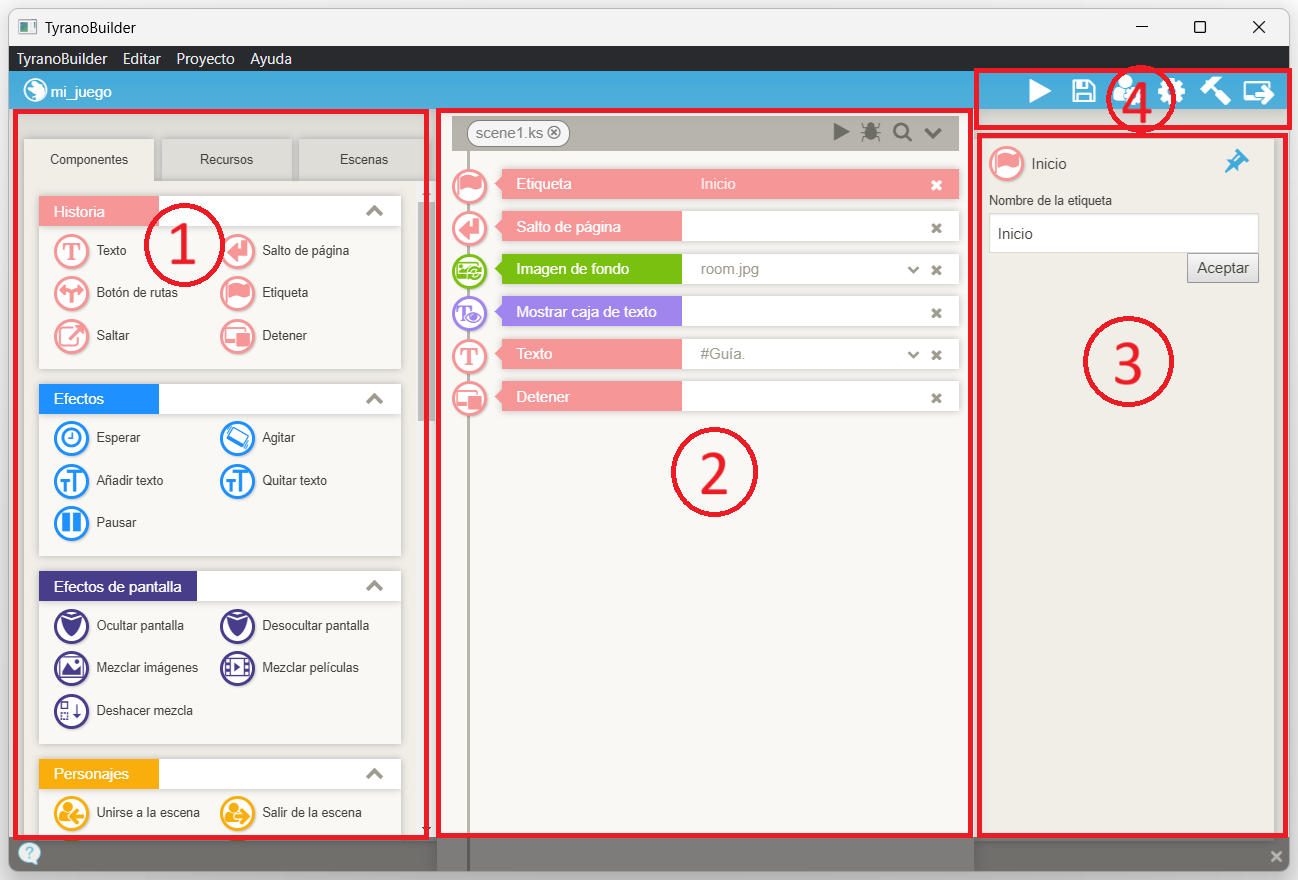 TyranoBuilder
TyranoBuilder Editar Proyecto Ayuda
mi_juego
4
Componentes Recursos Escenas
Historia
1
Texto Salto de página
Botón de rutas Etiqueta
Saltar Detener
Efectos
Esperar Agitar
Añadir texto Quitar texto
Pausar
Efectos de pantalla
Ocultar pantalla Desocultar pantalla
Mezclar imágenes Mezclar películas
Deshacer mezcla
Personajes
Unirse a la escena Salir de la escena
scene1.ks
Etiqueta Inicio
Salto de página
Imagen de fondo room.jpg
Mostrar caja de texto
Texto #Guía.
Detener
2
Inicio
Nombre de la etiqueta
Inicio
Aceptar
3